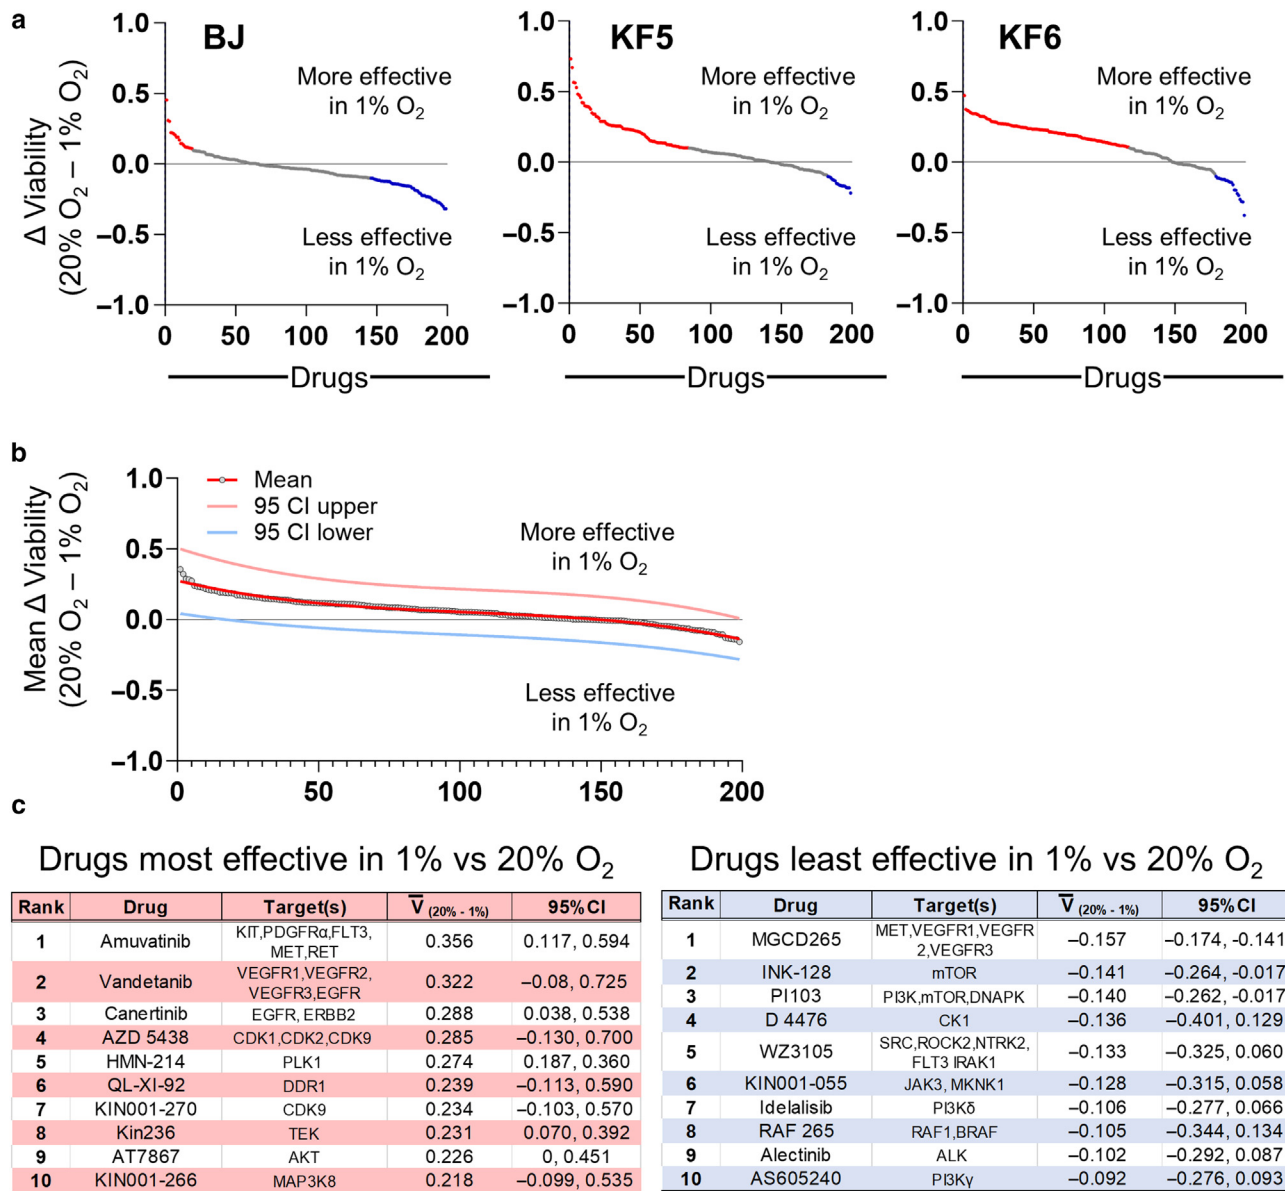 a
BJ
KF5
KF6
Δ Viability
(20% O₂ – 1% O₂)
1.0
0.5
0.0
–0.5
–1.0
More effective
in 1% O₂
Less effective
in 1% O₂
0 50 100 150 200
Drugs
1.0
0.5
0.0
–0.5
–1.0
More effective
in 1% O₂
Less effective
in 1% O₂
0 50 100 150 200
Drugs
1.0
0.5
0.0
–0.5
–1.0
More effective
in 1% O₂
Less effective
in 1% O₂
0 50 100 150 200
Drugs
b
Mean Δ Viability
(20% O₂ – 1% O₂)
1.0
0.5
0.0
–0.5
–1.0
Mean
95 CI upper
95 CI lower
More effective
in 1% O₂
Less effective
in 1% O₂
0 50 100 150 200
c
Drugs most effective in 1% vs 20% O₂
Rank Drug Target(s) V̅ (20% - 1%) 95%CI
1 Amuvatinib KIT,PDGFRα,FLT3, 0.356 0.117, 0.594
MET,RET
2 Vandetanib VEGFR1,VEGFR2, 0.322 –0.08, 0.725
VEGFR3,EGFR
3 Canertinib EGFR, ERBB2 0.288 0.038, 0.538
4 AZD 5438 CDK1,CDK2,CDK9 0.285 –0.130, 0.700
5 HMN-214 PLK1 0.274 0.187, 0.360
6 QL-XI-92 DDR1 0.239 –0.113, 0.590
7 KIN001-270 CDK9 0.234 –0.103, 0.570
8 Kin236 TEK 0.231 0.070, 0.392
9 AT7867 AKT 0.226 0, 0.451
10 KIN001-266 MAP3K8 0.218 –0.099, 0.535
Drugs least effective in 1% vs 20% O₂
Rank Drug Target(s) V̅ (20% - 1%) 95%CI
1 MGCD265 MET,VEGFR1,VEGFR –0.157 –0.174, –0.141
2,VEGFR3
2 INK-128 mTOR –0.141 –0.264, –0.017
3 PI103 PI3K,mTOR,DNAPK –0.140 –0.262, –0.017
4 D 4476 CK1 –0.136 –0.401, 0.129
5 WZ3105 SRC,ROCK2,NTRK2, –0.133 –0.325, 0.060
FLT3 IRAK1
6 KIN001-055 JAK3, MKNK1 –0.128 –0.315, 0.058
7 Idelalisib PI3Kδ –0.106 –0.277, 0.066
8 RAF 265 RAF1,BRAF –0.105 –0.344, 0.134
9 Alectinib ALK –0.102 –0.292, 0.087
10 AS605240 PI3Kγ –0.092 –0.276, 0.093